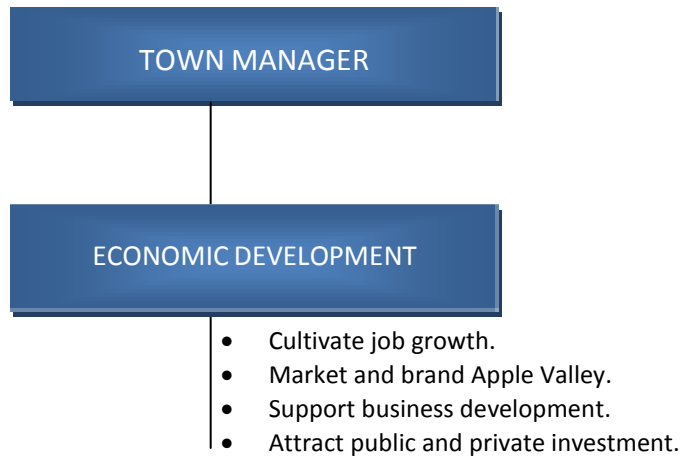 TOWN MANAGER
ECONOMIC DEVELOPMENT
• Cultivate job growth.
• Market and brand Apple Valley.
• Support business development.
• Attract public and private investment.